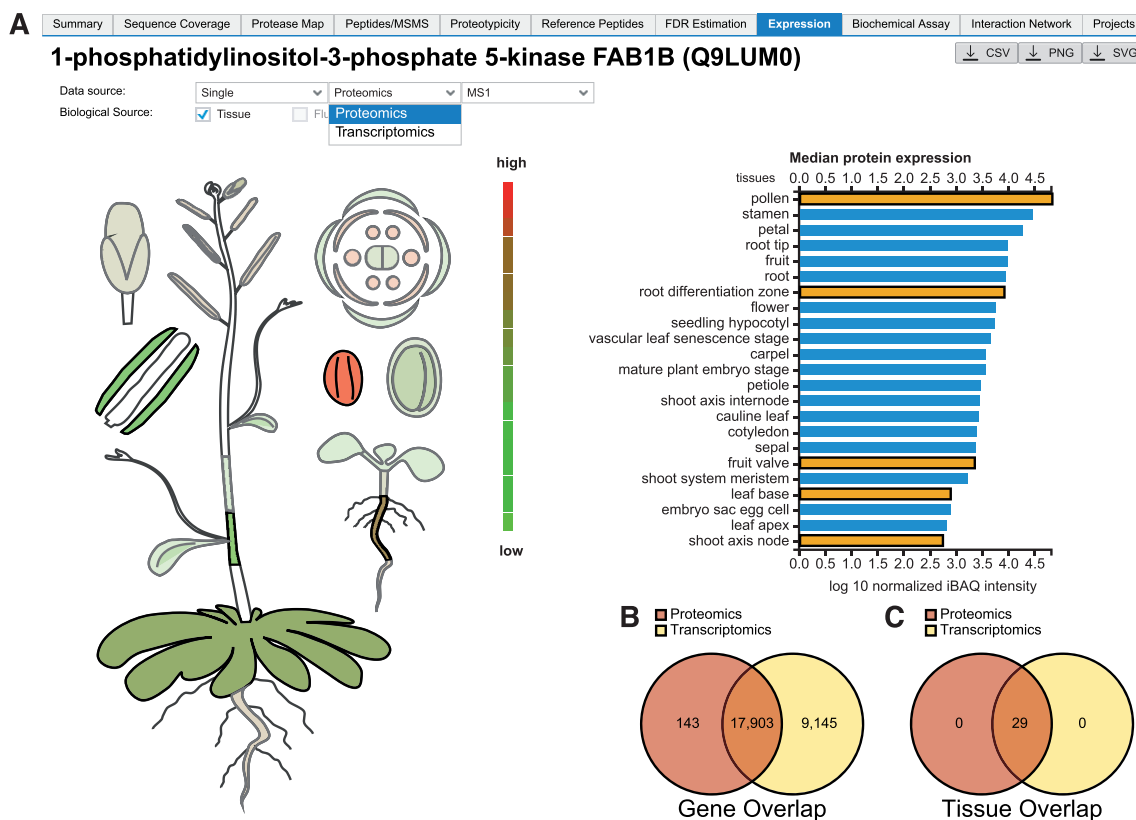 A
Summary Sequence Coverage Protease Map Peptides/MSMS Proteotypicity Reference Peptides FDR Estimation Expression Biochemical Assay Interaction Network Projects
1-phosphatidylinositol-3-phosphate 5-kinase FAB1B (Q9LUM0)
CSV PNG SVG
Data source: Single Proteomics MS1
Biological Source: Tissue Flu
Proteomics
Transcriptomics
high
low
Median protein expression
tissues 0.0 0.5 1.0 1.5 2.0 2.5 3.0 3.5 4.0 4.5
pollen
stamen
petal
root tip
fruit
root
root differentiation zone
flower
seedling hypocotyl
vascular leaf senescence stage
carpel
mature plant embryo stage
petiole
shoot axis internode
cauline leaf
cotyledon
sepal
fruit valve
shoot system meristem
leaf base
embryo sac egg cell
leaf apex
shoot axis node
0.0 0.5 1.0 1.5 2.0 2.5 3.0 3.5 4.0 4.5
log 10 normalized iBAQ intensity
B
Proteomics
Transcriptomics
143 17,903 9,145
Gene Overlap
C
Proteomics
Transcriptomics
0 29 0
Tissue Overlap